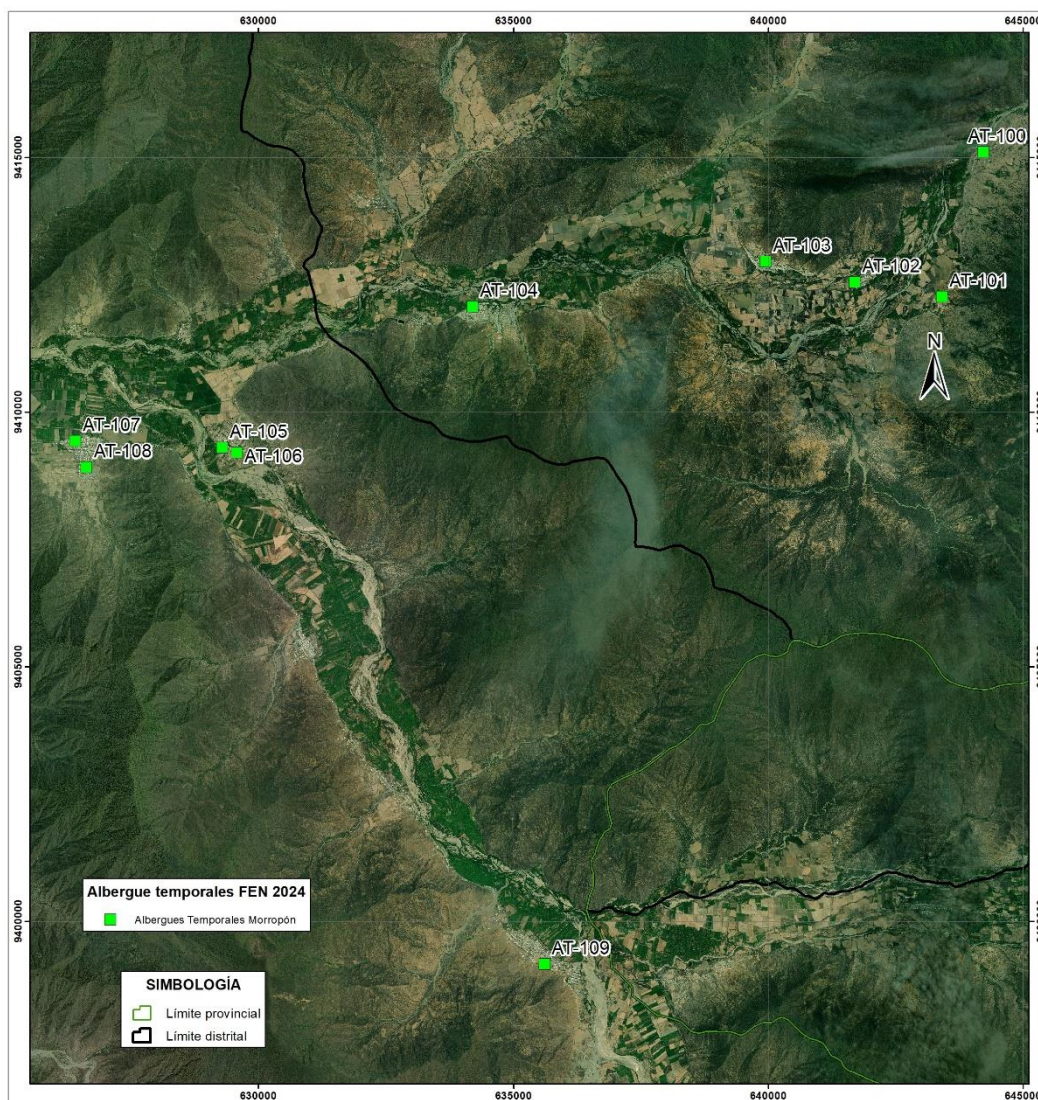 630000
635000
640000
645000
AT-100
9415000
AT-103
AT-102
AT-101
AT-104
N
9410000
AT-107
AT-105
AT-106
AT-108
9405000
Albergue temporales FEN 2024
Albergues Temporales Morropón
9400000
AT-109
SIMBOLOGÍA
Límite provincial
Límite distrital
630000
635000
640000
645000